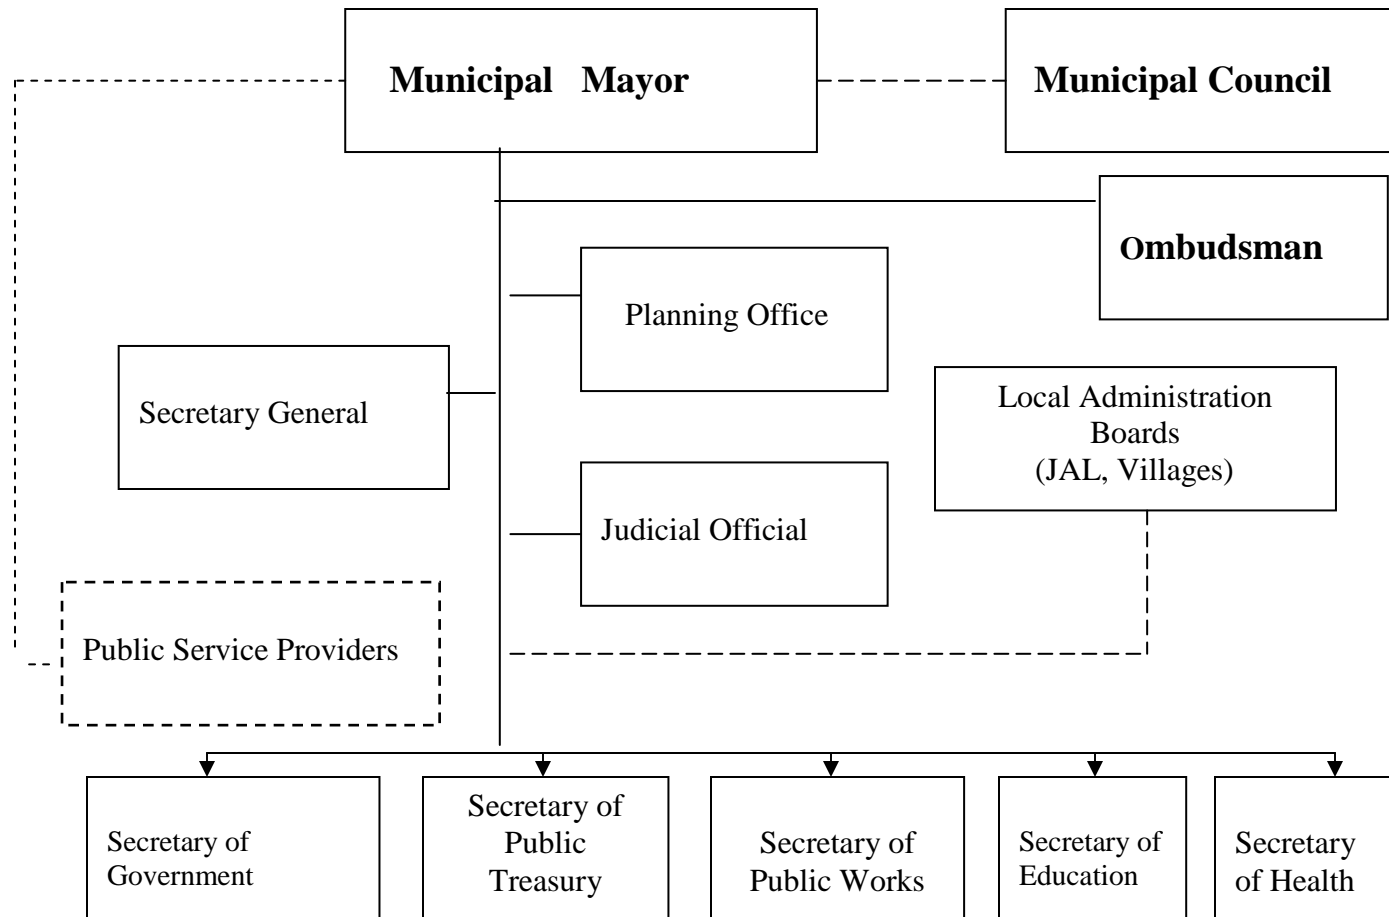 Municipal Mayor
Municipal Council
Ombudsman
Planning Office
Secretary General
Local Administration
Boards
(JAL, Villages)
Judicial Official
Public Service Providers
Secretary of
Government
Secretary of
Public
Treasury
Secretary of
Public Works
Secretary of
Education
Secretary
of Health